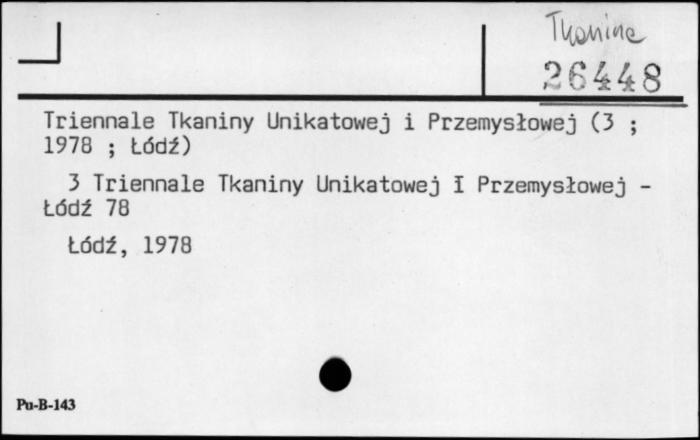 Tkanina
26448
Triennale Tkaniny Unikatowej i Przemysłowej (3 ;
1978 ; Łódź)
3 Triennale Tkaniny Unikatowej I Przemysłowej -
Łódź 78
Łódź, 1978
Pu-B-143